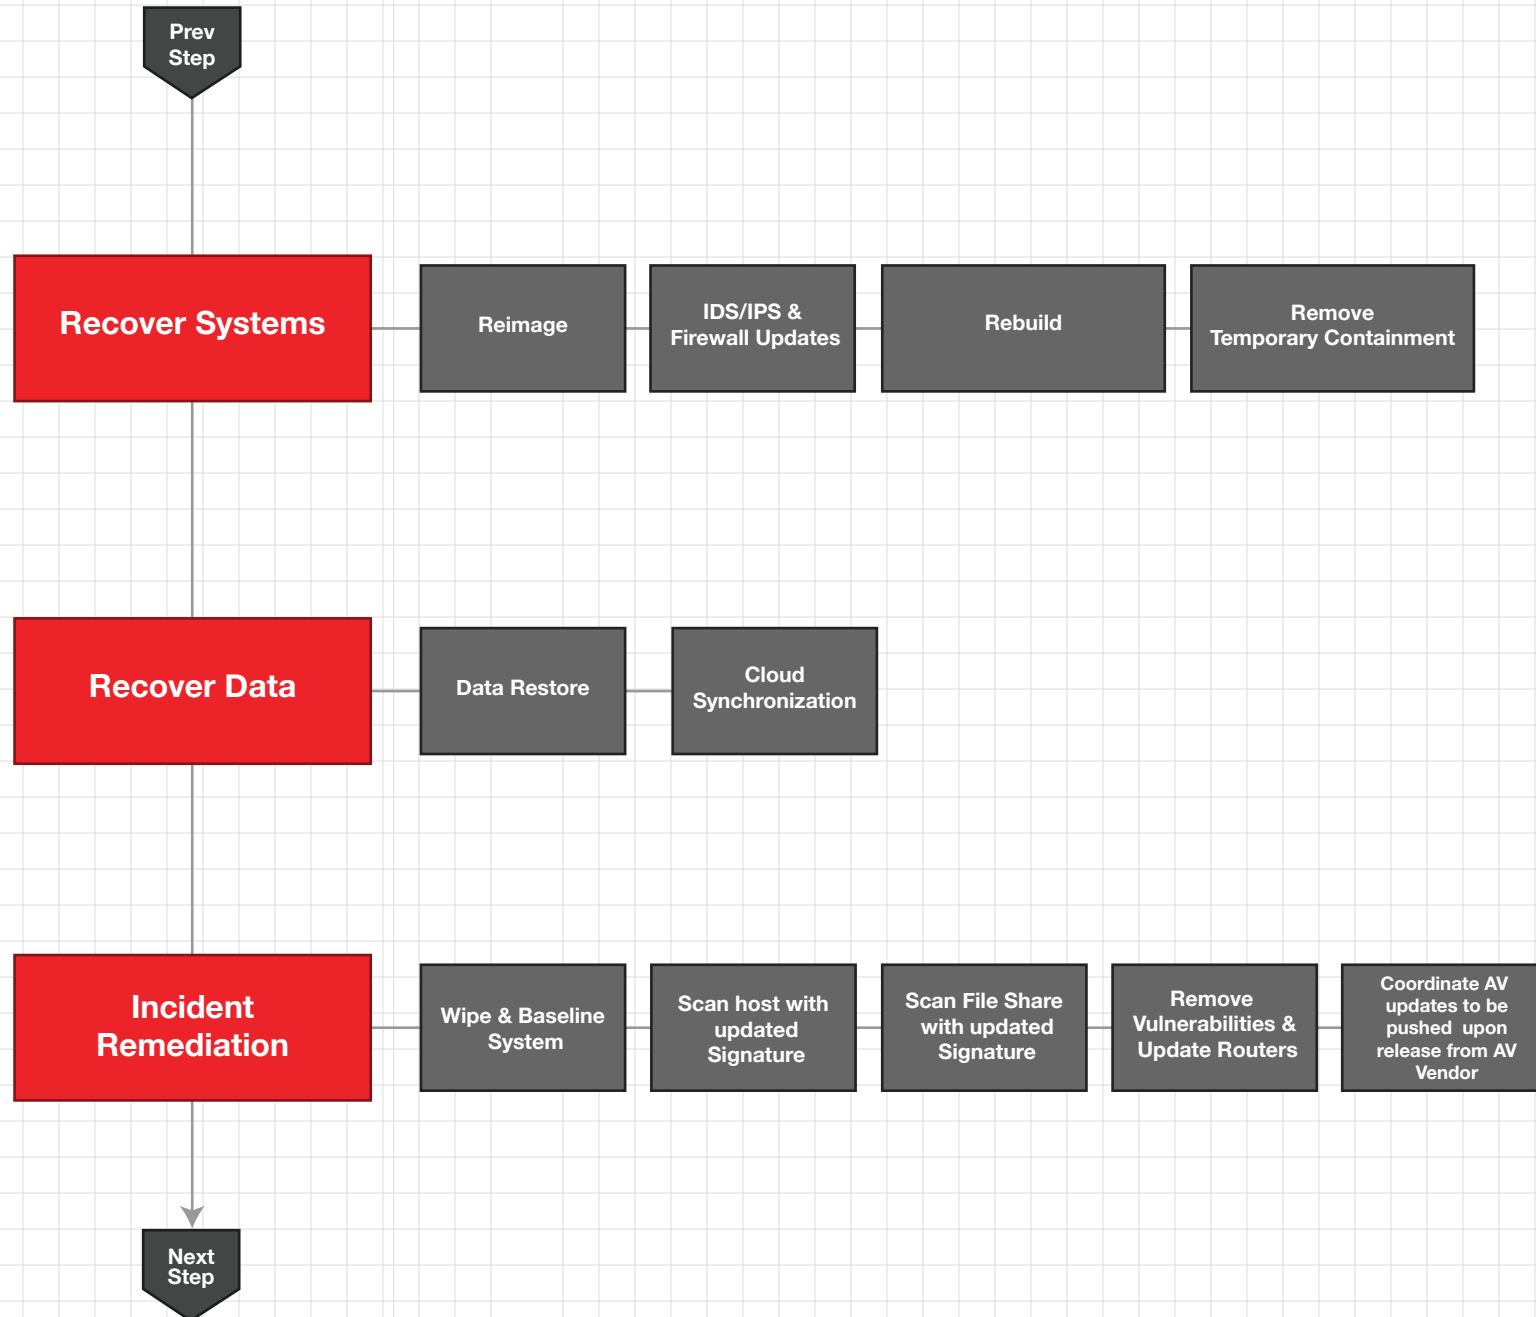 Prev
Step
Recover Systems
Reimage
IDS/IPS &
Firewall Updates
Rebuild
Remove
Temporary Containment
Recover Data
Data Restore
Cloud
Synchronization
Incident
Remediation
Wipe & Baseline
System
Scan host with
updated
Signature
Scan File Share
with updated
Signature
Remove
Vulnerabilities &
Update Routers
Coordinate AV
updates to be
pushed upon
release from AV
Vendor
Next
Step